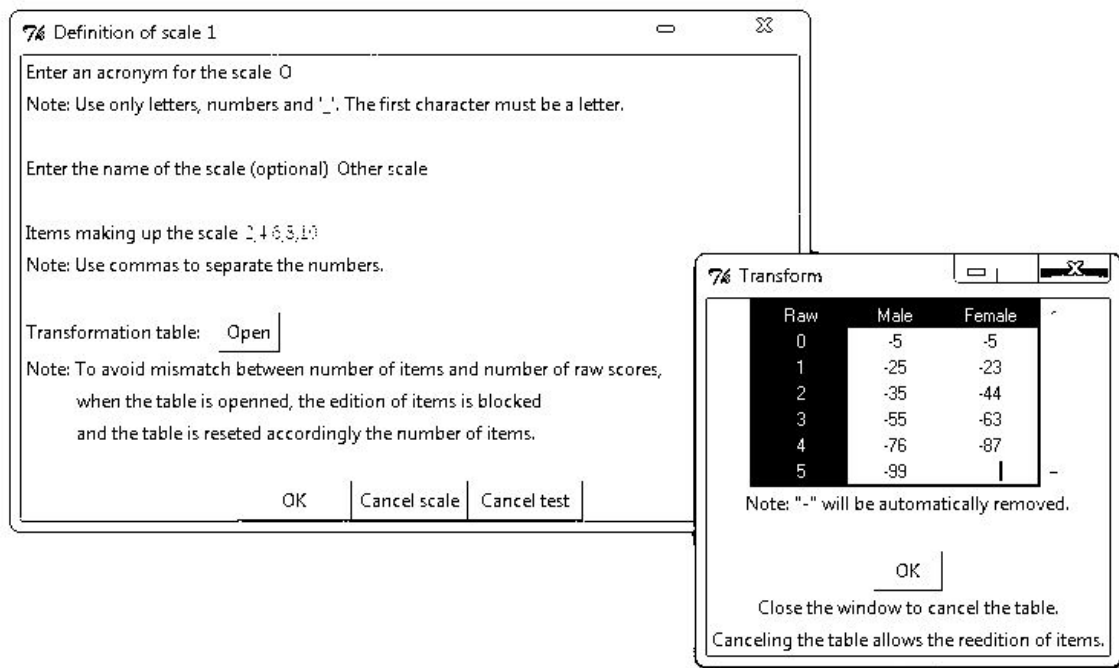 Definition of scale 1
Enter an acronym for the scale O
Note: Use only letters, numbers and '_'. The first character must be a letter.
Enter the name of the scale (optional) Other scale
Items making up the scale 2,4,6,8,10
Note: Use commas to separate the numbers.
Transformation table: Open
Note: To avoid mismatch between number of items and number of raw scores,
when the table is openned, the edition of items is blocked
and the table is reseted accordingly the number of items.
OK Cancel scale Cancel test
Transform
Raw Male Female
0 -5 -5
1 -25 -23
2 -35 -44
3 -55 -63
4 -76 -87
5 -99
Note: "-" will be automatically removed.
OK
Close the window to cancel the table.
Canceling the table allows the reedition of items.